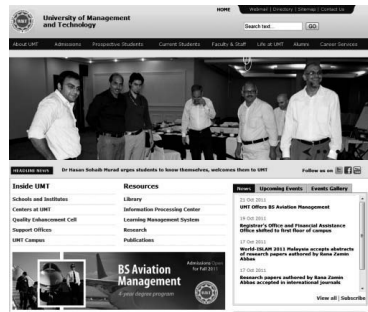 HOME
Webmail | Directory | Sitemap / Contact Us
University of Management
and Technology
Search text...
GO
About UMT
Admissions
Prospective Students
Current Students
Faculty & Staff
Life at UMT
Alumni
Career Services
HEADLINE NEWS
Dr Hasan Sohaib Murad urges students to know themselves, welcomes them to UMT
Follow us on
Inside UMT
Schools and Institutes
Centers at UMT
Quality Enhancement Cell
Support Offices
UMT Campus
Resources
Library
Information Processing Center
Learning Management System
Research
Publications
News
Upcoming Events
Events Gallery
21 Oct 2011
UMT Offers BS Aviation Management
19 Oct 2011
Registrar's Office and Financial Assistance
Office shifted to first floor of campus
17 Oct 2011
World-ISLAM 2011 Malaysia accepts abstracts
of research papers authored by Rana Zamin
Abbas
17 Oct 2011
Research papers authored by Rana Zamin
Abbas accepted in international journals
View all | Subscribe
Admissions Open
for Fall 2011
BS Aviation
Management
4-year degree program